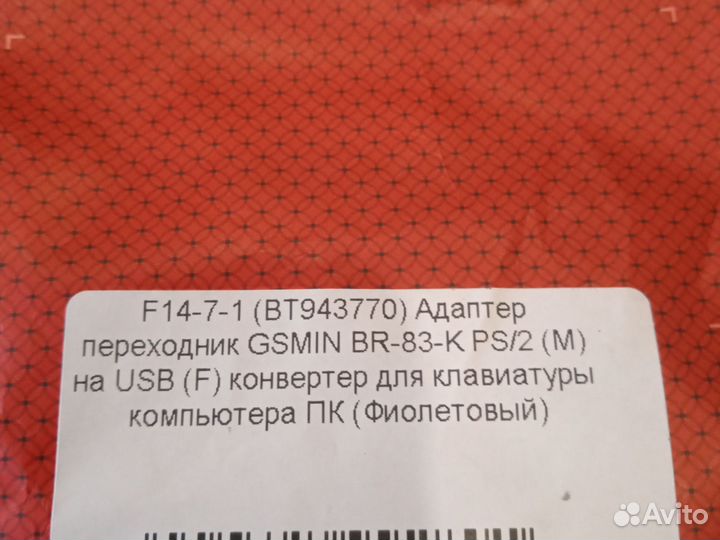 F14-7-1 (BT943770) Адаптер
переходник GSMIN BR-83-K PS/2 (M)
на USB (F) конвертер для клавиатуры
компьютера ПК (Фиолетовый)
Avito